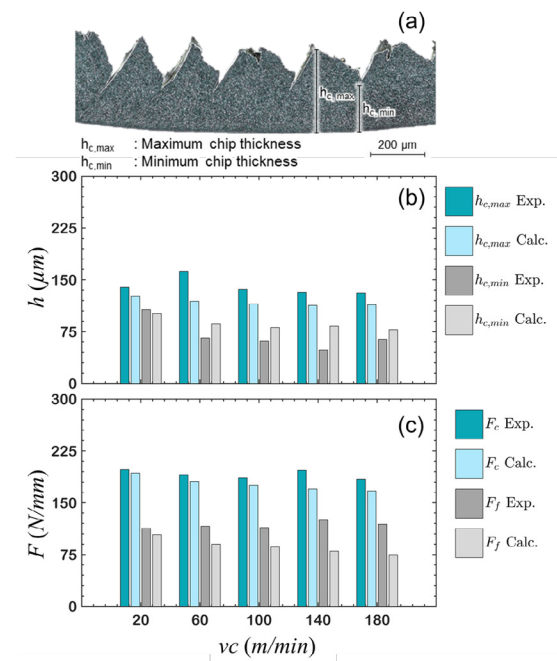 (a)
hc,max
hc,min
hc,max : Maximum chip thickness
hc,min : Minimum chip thickness
200 µm
(b)
300
225
150
75
0
h (µm)
hc,max Exp.
hc,max Calc.
hc,min Exp.
hc,min Calc.
(c)
300
225
150
75
0
F (N/mm)
Fc Exp.
Fc Calc.
Ff Exp.
Ff Calc.
20 60 100 140 180
vc (m/min)